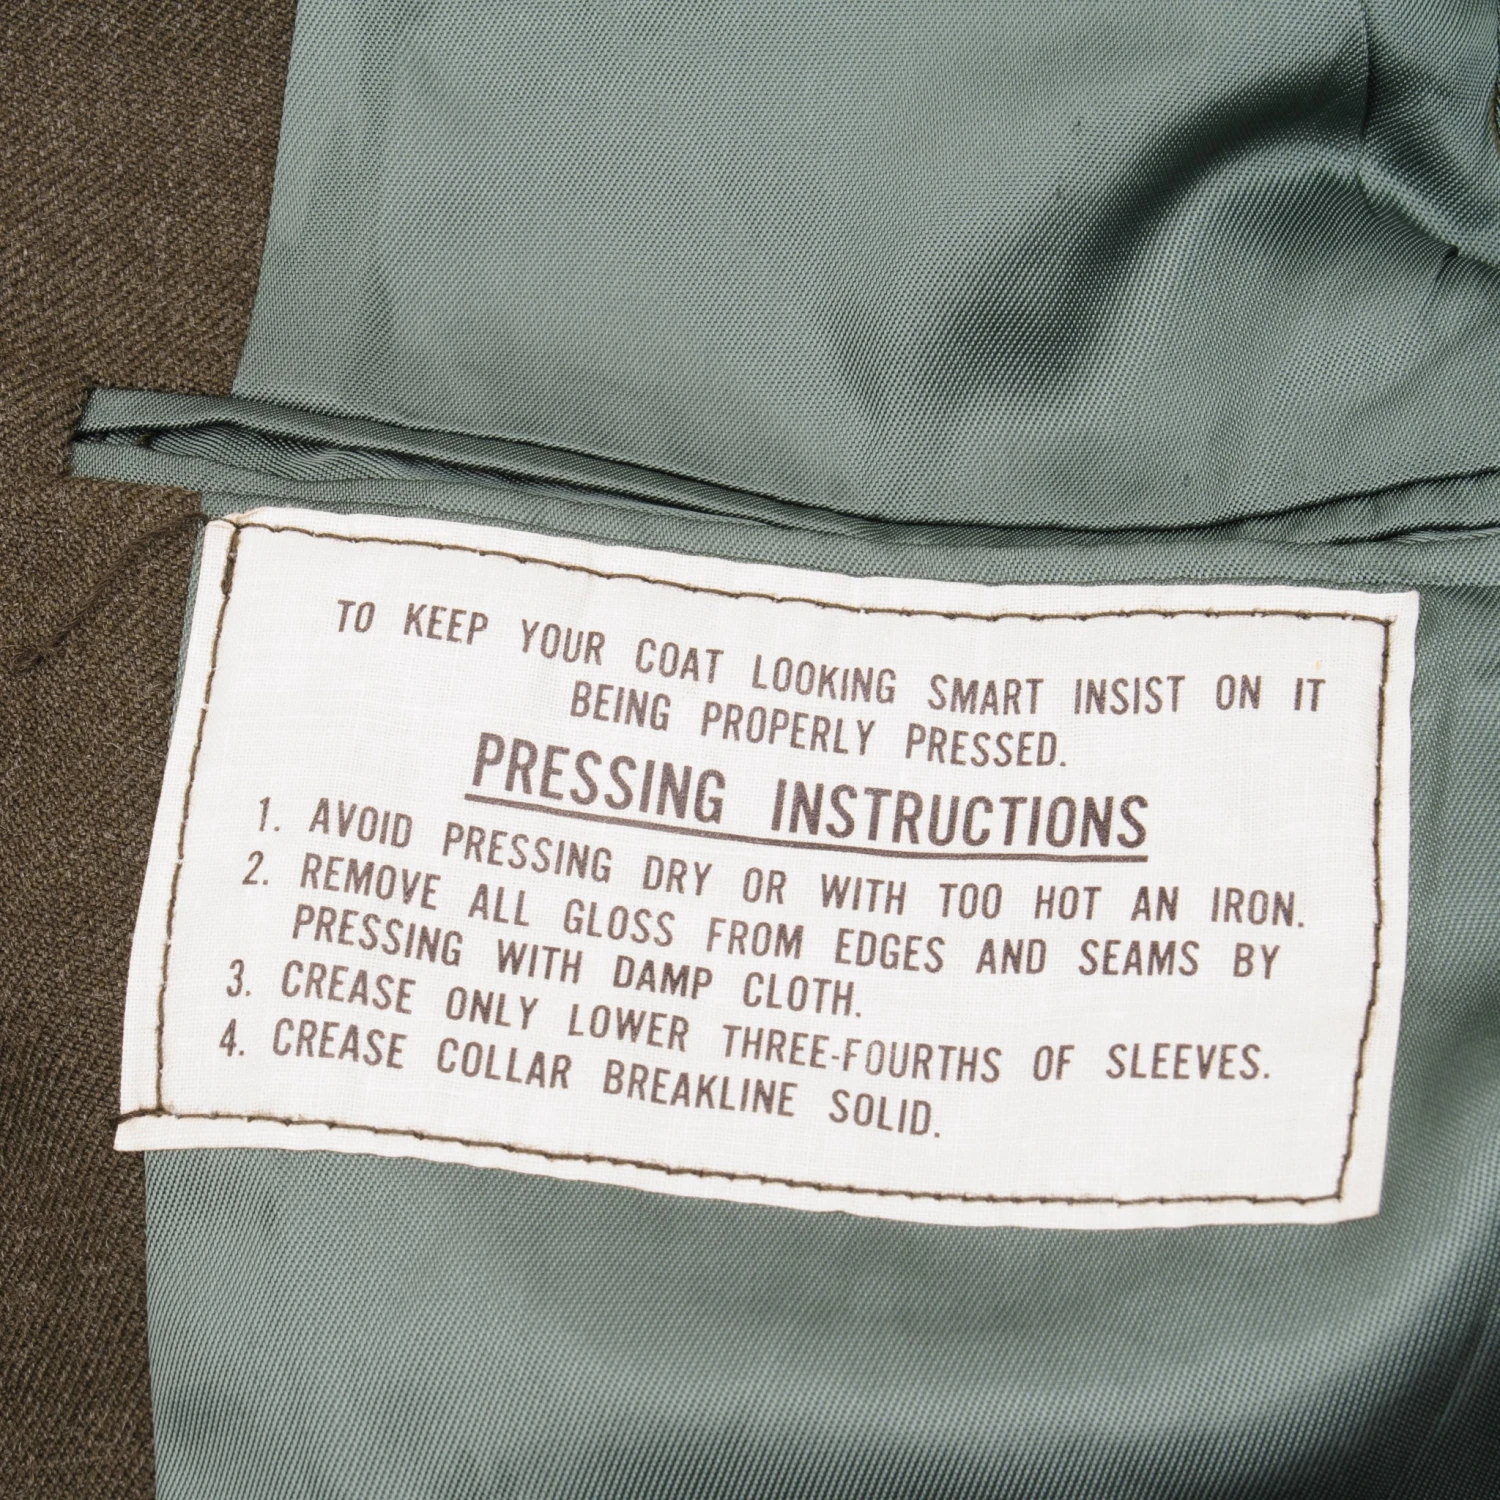 TO KEEP YOUR COAT LOOKING SMART INSIST ON IT
BEING PROPERLY PRESSED.
PRESSING INSTRUCTIONS
1. AVOID PRESSING DRY OR WITH TOO HOT AN IRON.
2. REMOVE ALL GLOSS FROM EDGES AND SEAMS BY
PRESSING WITH DAMP CLOTH.
3. CREASE ONLY LOWER THREE-FOURTHS OF SLEEVES.
4. CREASE COLLAR BREAKLINE SOLID.